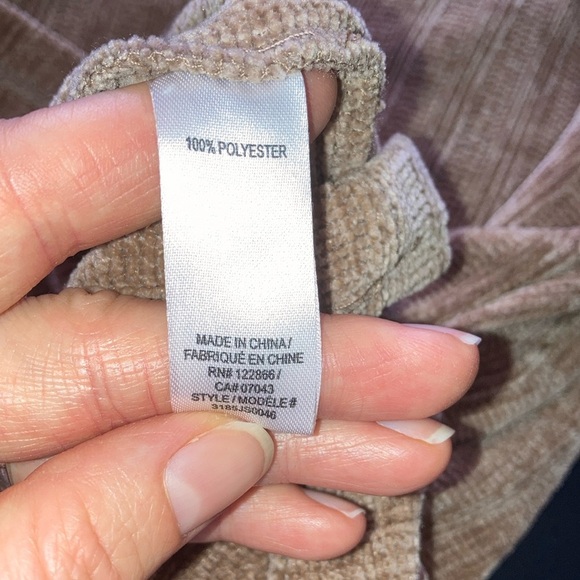 100% POLYESTER
MADE IN CHINA /
FABRIQUÉ EN CHINE
RN# 122866 /
CA# 07043
STYLE / MODÈLE #
3185JS0046